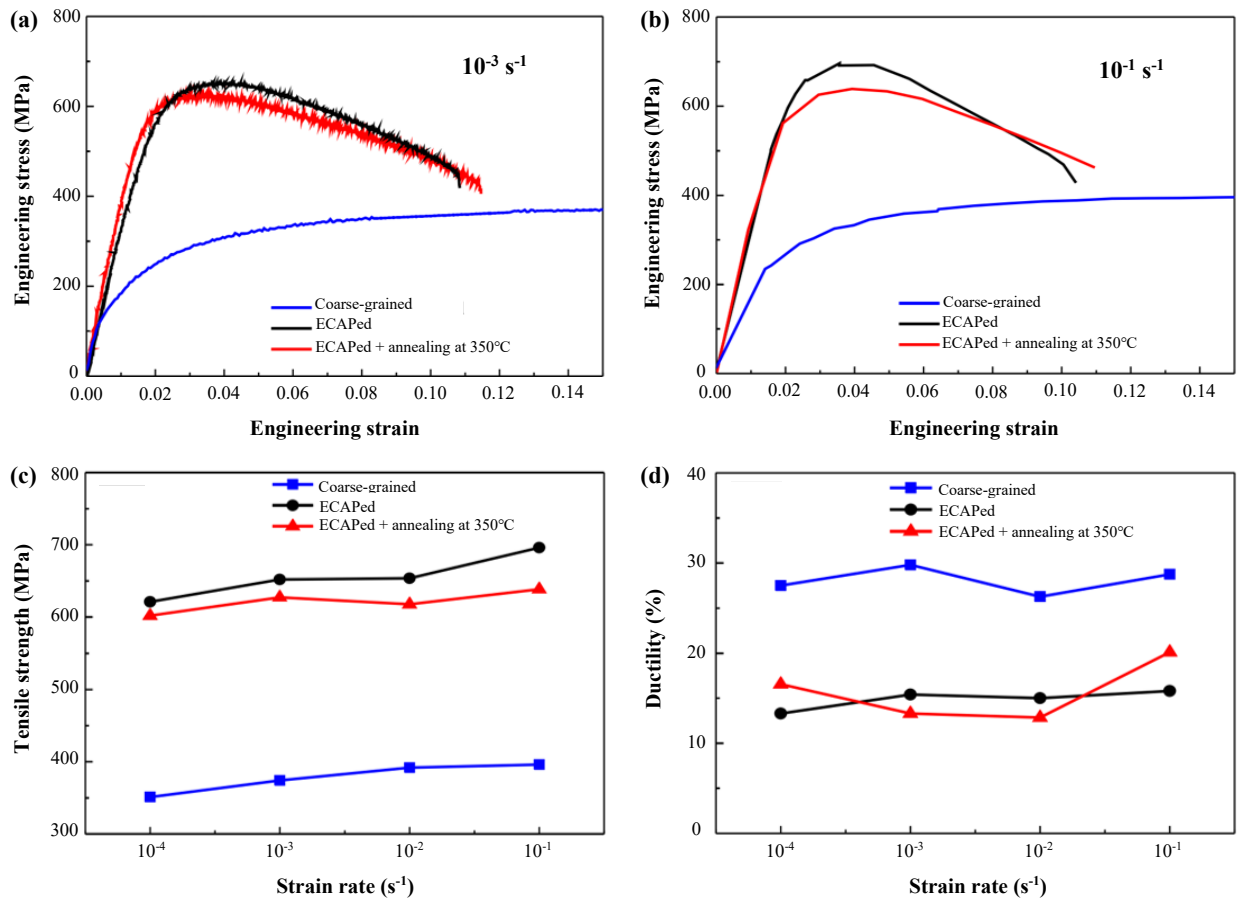 (a)
800
600
400
200
0
Engineering stress (MPa)
10⁻³ s⁻¹
Coarse-grained
ECAPed
ECAPed + annealing at 350℃
0.00 0.02 0.04 0.06 0.08 0.10 0.12 0.14
Engineering strain
(b)
800
600
400
200
0
Engineering stress (MPa)
10⁻¹ s⁻¹
Coarse-grained
ECAPed
ECAPed + annealing at 350℃
0.00 0.02 0.04 0.06 0.08 0.10 0.12 0.14
Engineering strain
(c)
800
700
600
500
400
300
Tensile strength (MPa)
Coarse-grained
ECAPed
ECAPed + annealing at 350℃
10⁻⁴ 10⁻³ 10⁻² 10⁻¹
Strain rate (s⁻¹)
(d)
40
30
20
10
0
Ductility (%)
Coarse-grained
ECAPed
ECAPed + annealing at 350℃
10⁻⁴ 10⁻³ 10⁻² 10⁻¹
Strain rate (s⁻¹)